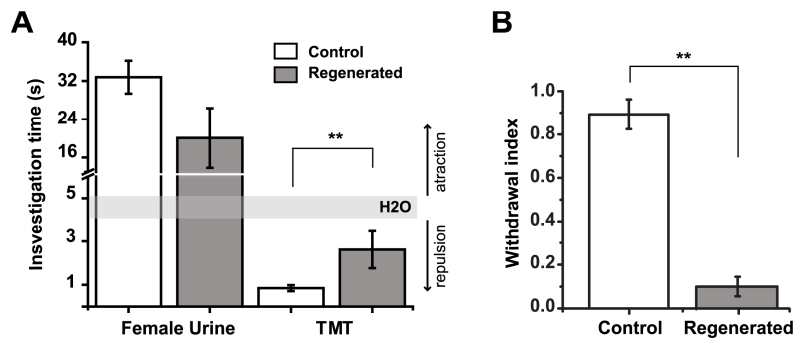 A
B
40
32
24
16
5
3
1
Insvestigation time (s)
Control
Regenerated
**
atraction
H2O
repulsion
Female Urine
TMT
**
1.0
0.8
0.6
0.4
0.2
0.0
Withdrawal index
Control
Regenerated